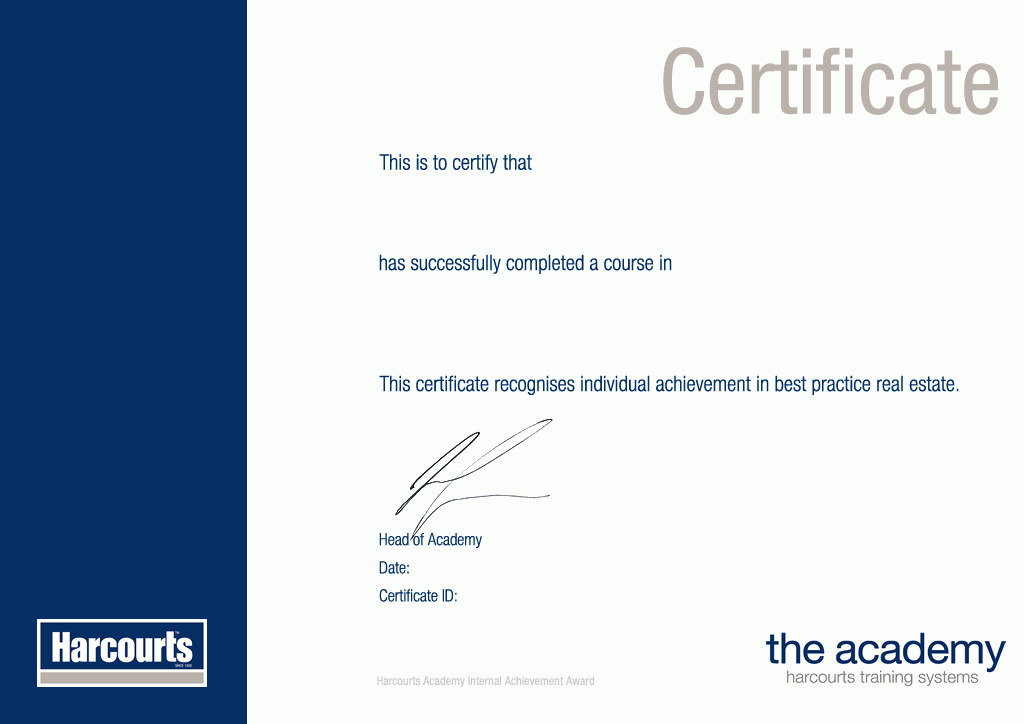 Certificate
This is to certify that
has successfully completed a course in
This certificate recognises individual achievement in best practice real estate.
Head of Academy
Date:
Certificate ID:
Harcourts
SINCE 1888
the academy
harcourts training systems
Harcourts Academy Internal Achievement Award